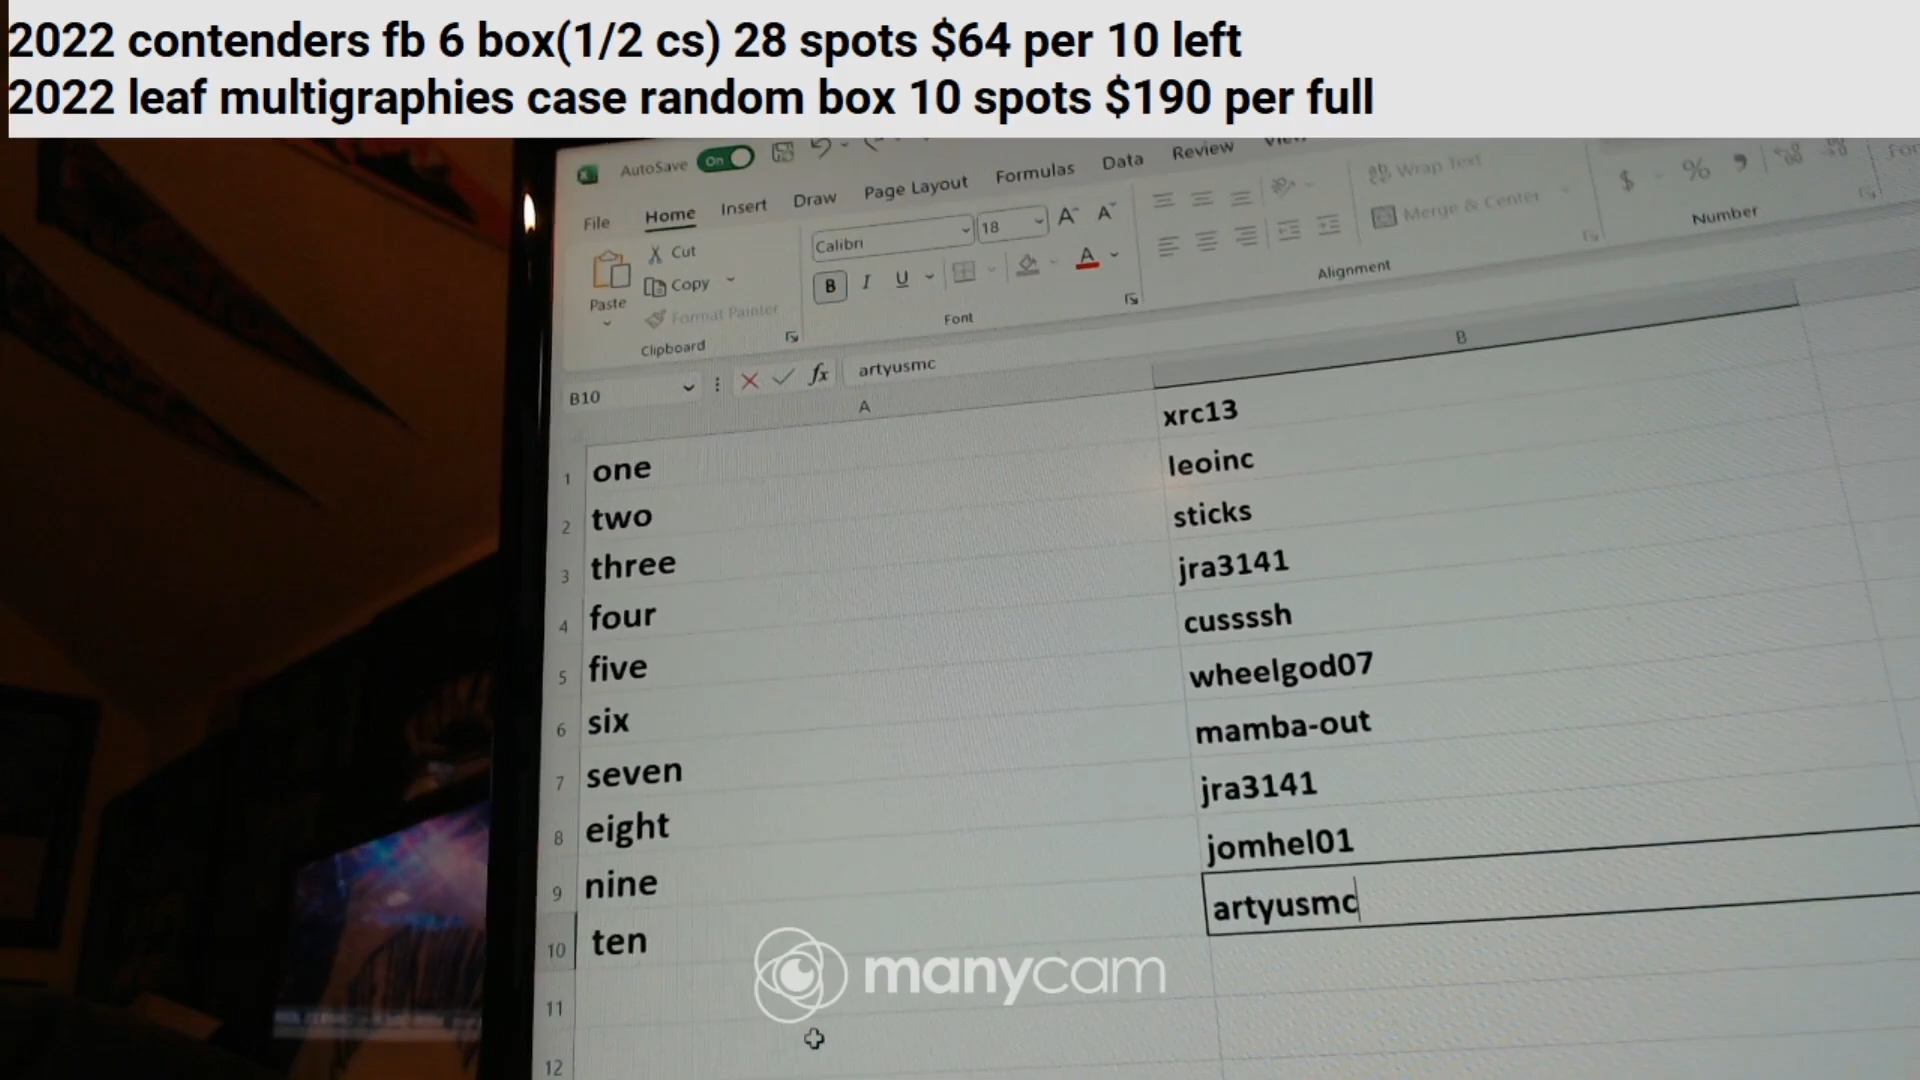 2022 contenders fb 6 box(1/2 cs) 28 spots $64 per 10 left
2022 leaf multigraphies case random box 10 spots $190 per full
AutoSave On
File Home Insert Draw Page Layout Formulas Data Review View
Cut
Copy
Format Painter
Paste
Clipboard
Calibri 18
B I U
Font
Wrap Text
Merge & Center
Alignment
$ % ,
Number
B10 fx artyusmc
A B
1 one xrc13
2 two leoinc
3 three sticks
4 four jra3141
5 five cussssh
6 six wheelgod07
7 seven mamba-out
8 eight jra3141
9 nine jomhel01
10 ten artyusmc
11
12
manycam